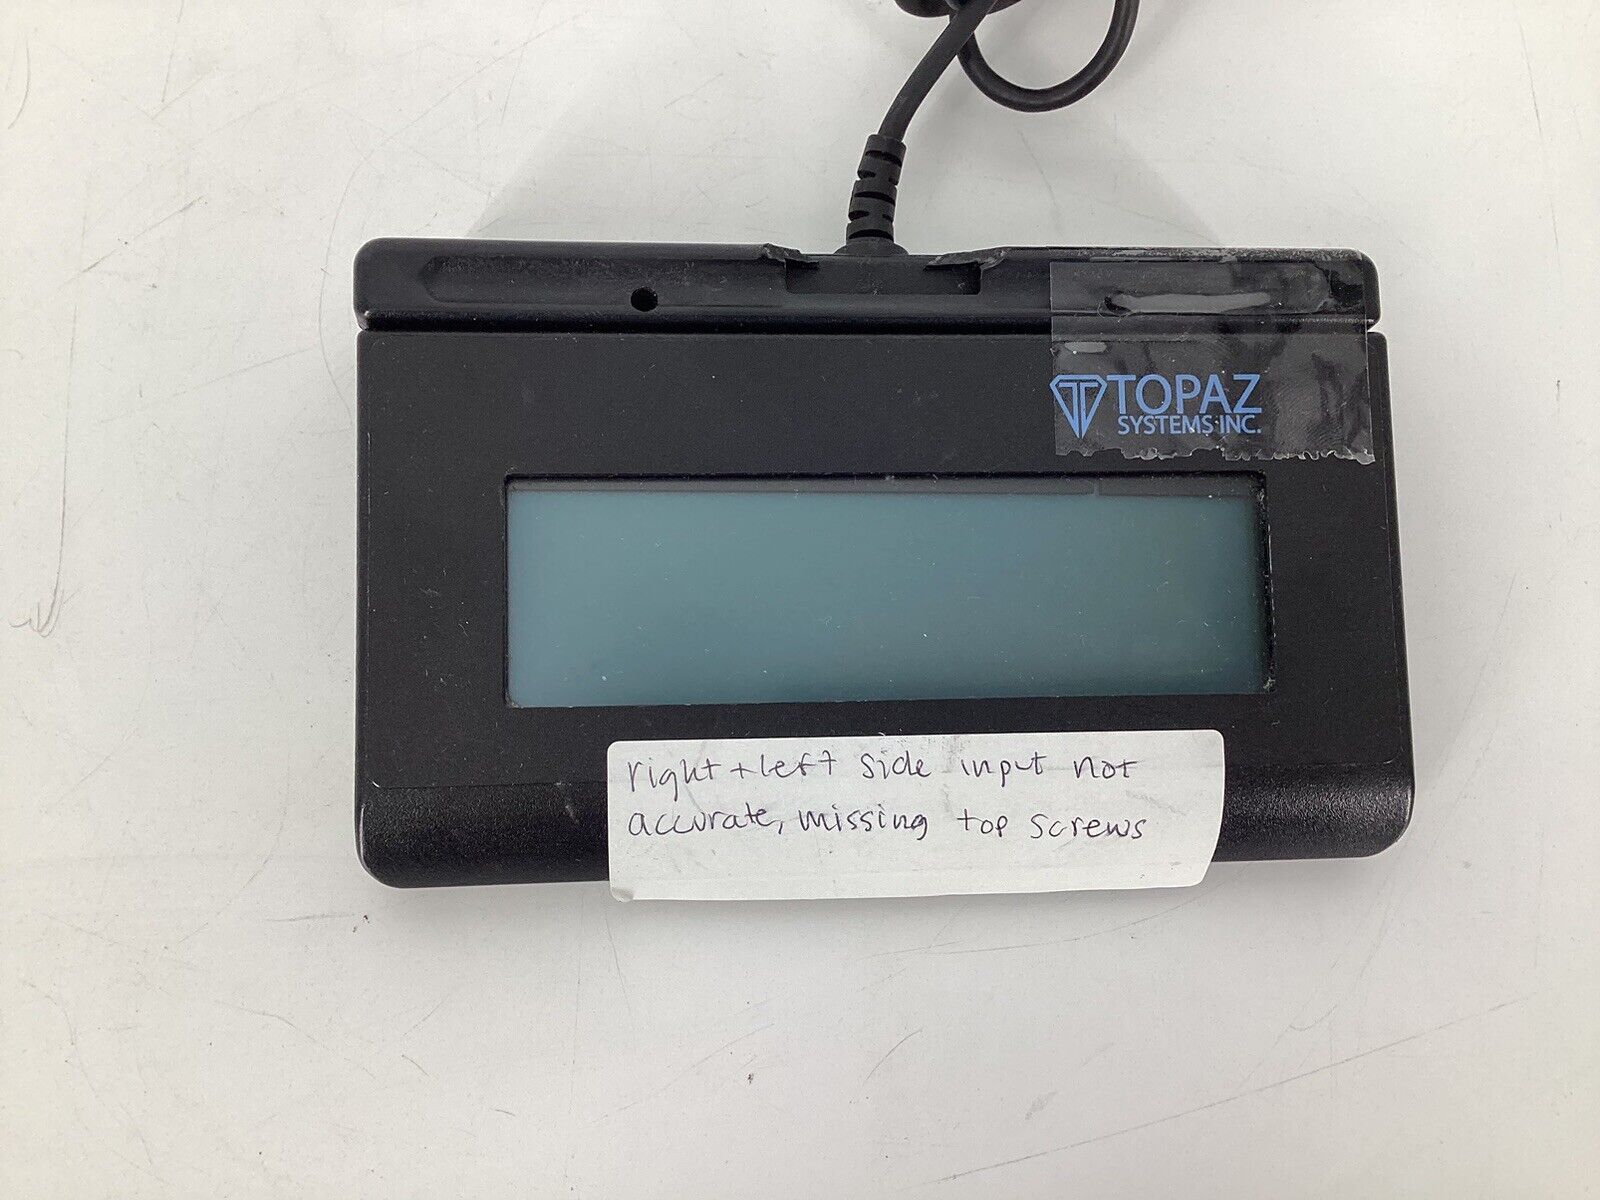 TOPAZ
SYSTEMS INC.
right + left side input not
accurate, missing top screws